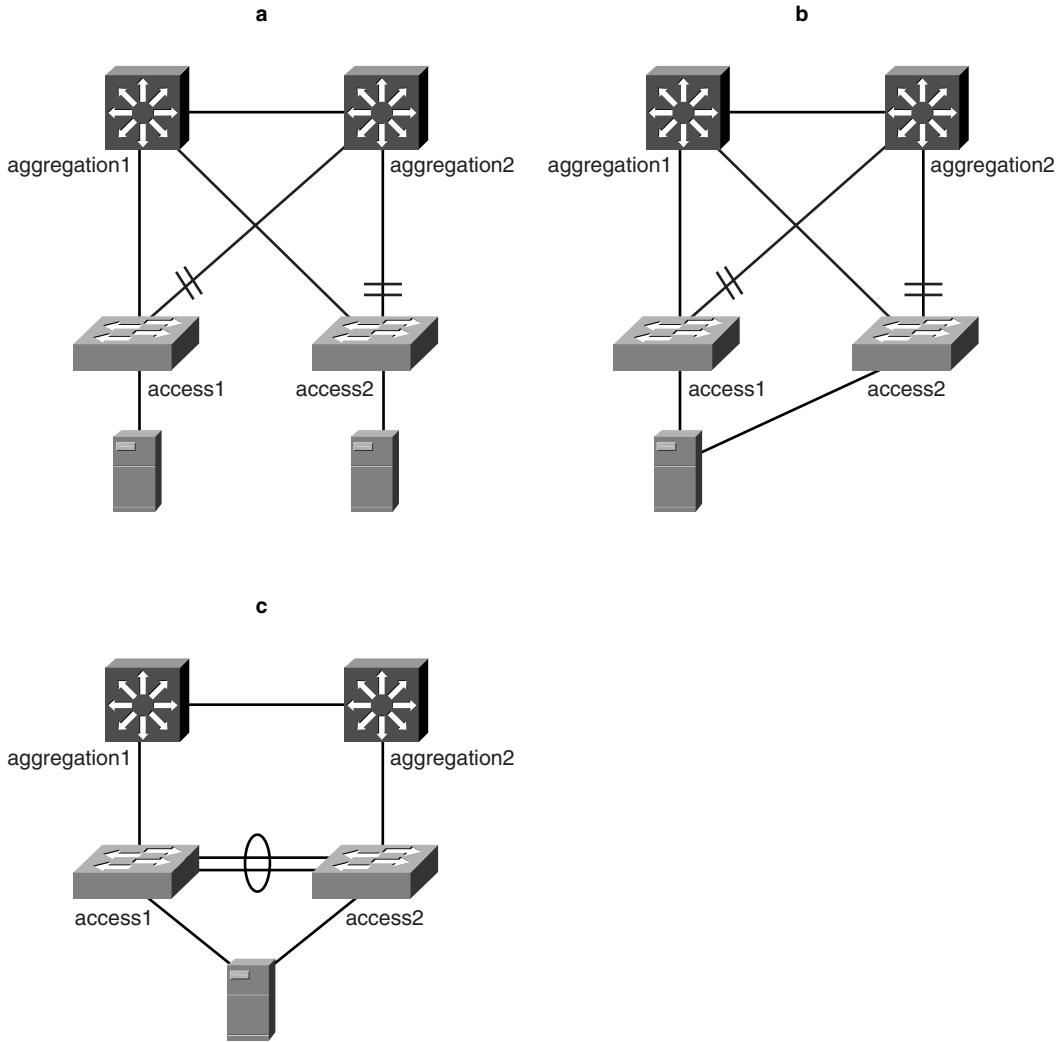 a
aggregation1
aggregation2
access1
access2
b
aggregation1
aggregation2
access1
access2
c
aggregation1
aggregation2
access1
access2